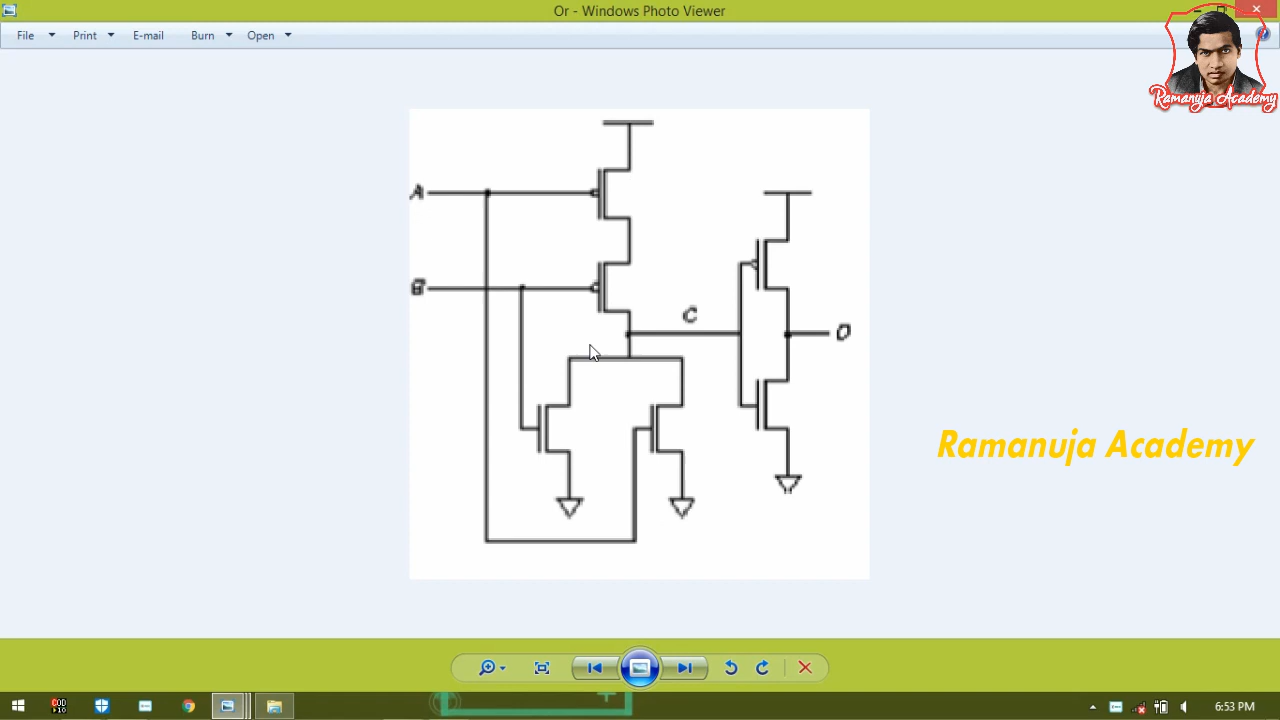 Or - Windows Photo Viewer
File Print E-mail Burn Open
Ramanuja Academy
A
B
C
O
Ramanuja Academy
6:53 PM